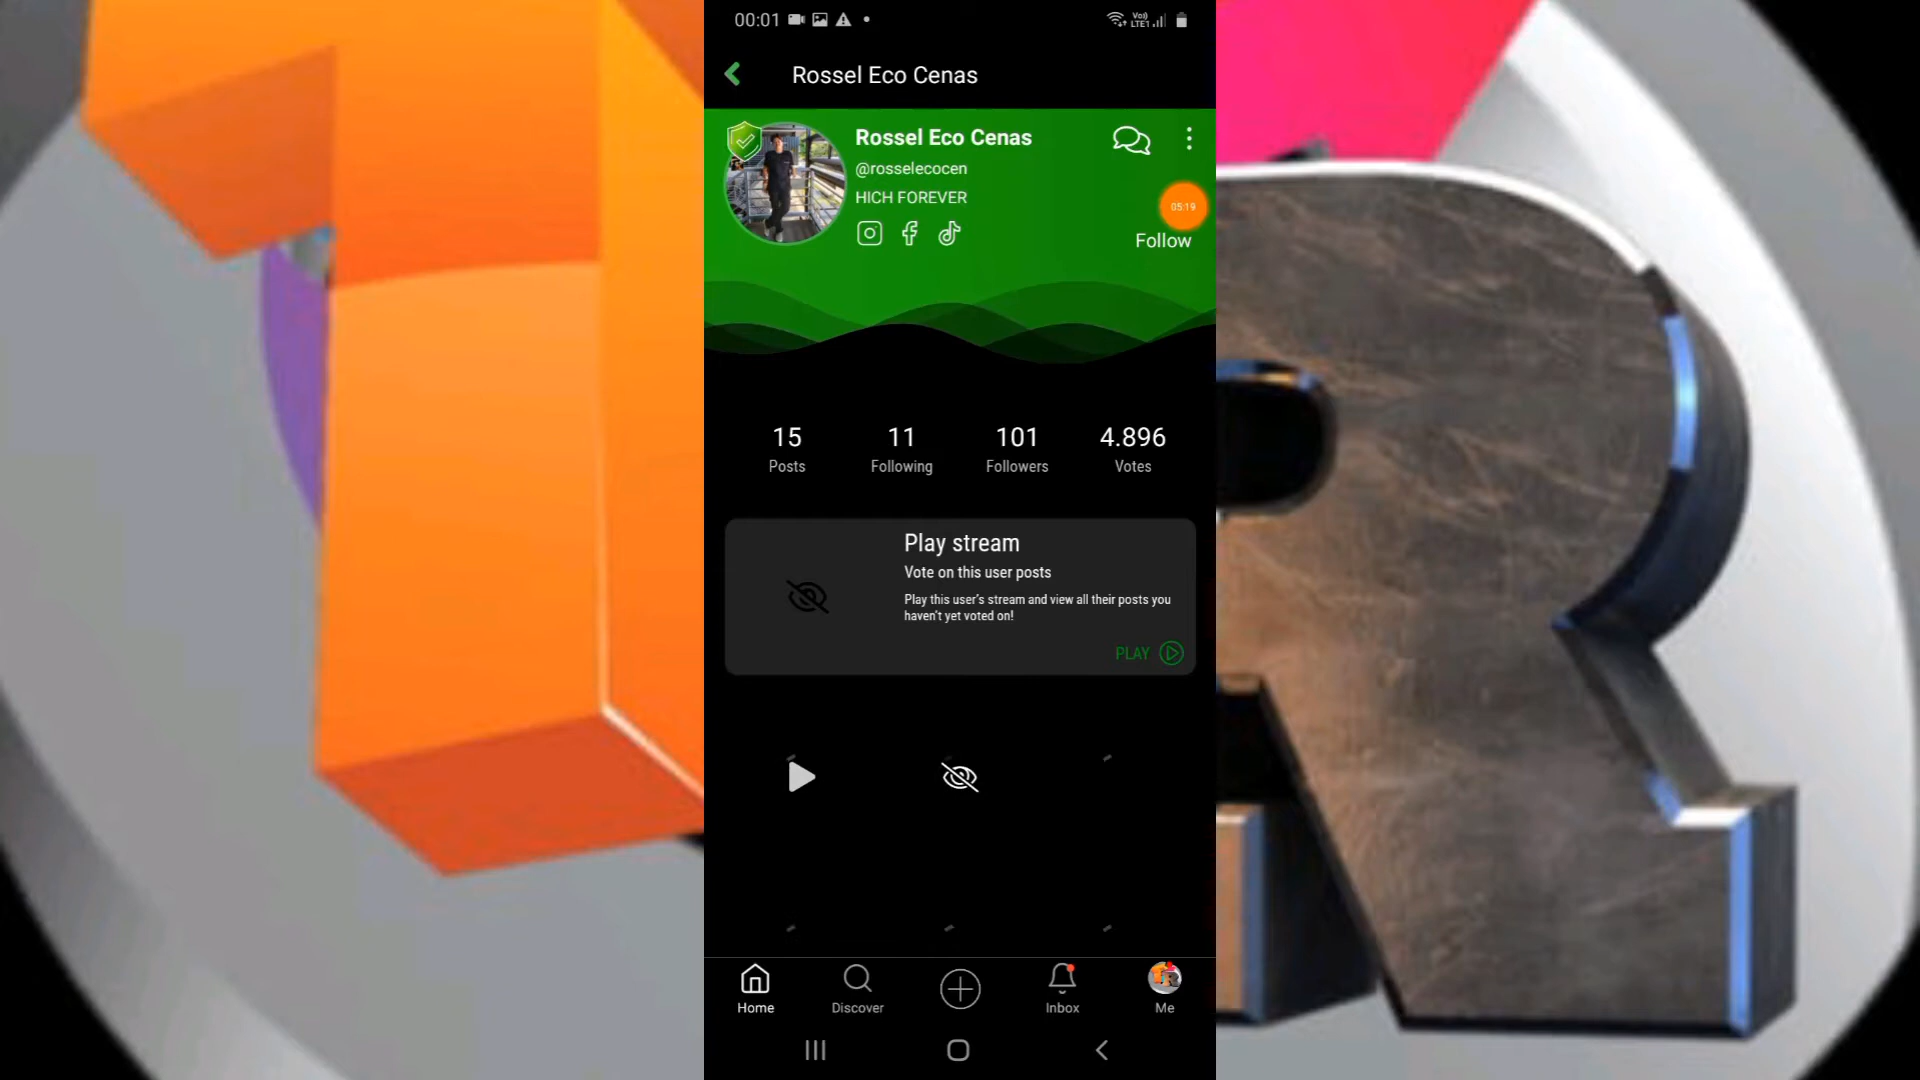 00:01
Vo))
LTE1
Rossel Eco Cenas
Rossel Eco Cenas
@rosselecocen
HICH FOREVER
05:19
Follow
15
Posts
11
Following
101
Followers
4.896
Votes
Play stream
Vote on this user posts
Play this user's stream and view all their posts you
haven't yet voted on!
PLAY
Home
Discover
Inbox
Me
R